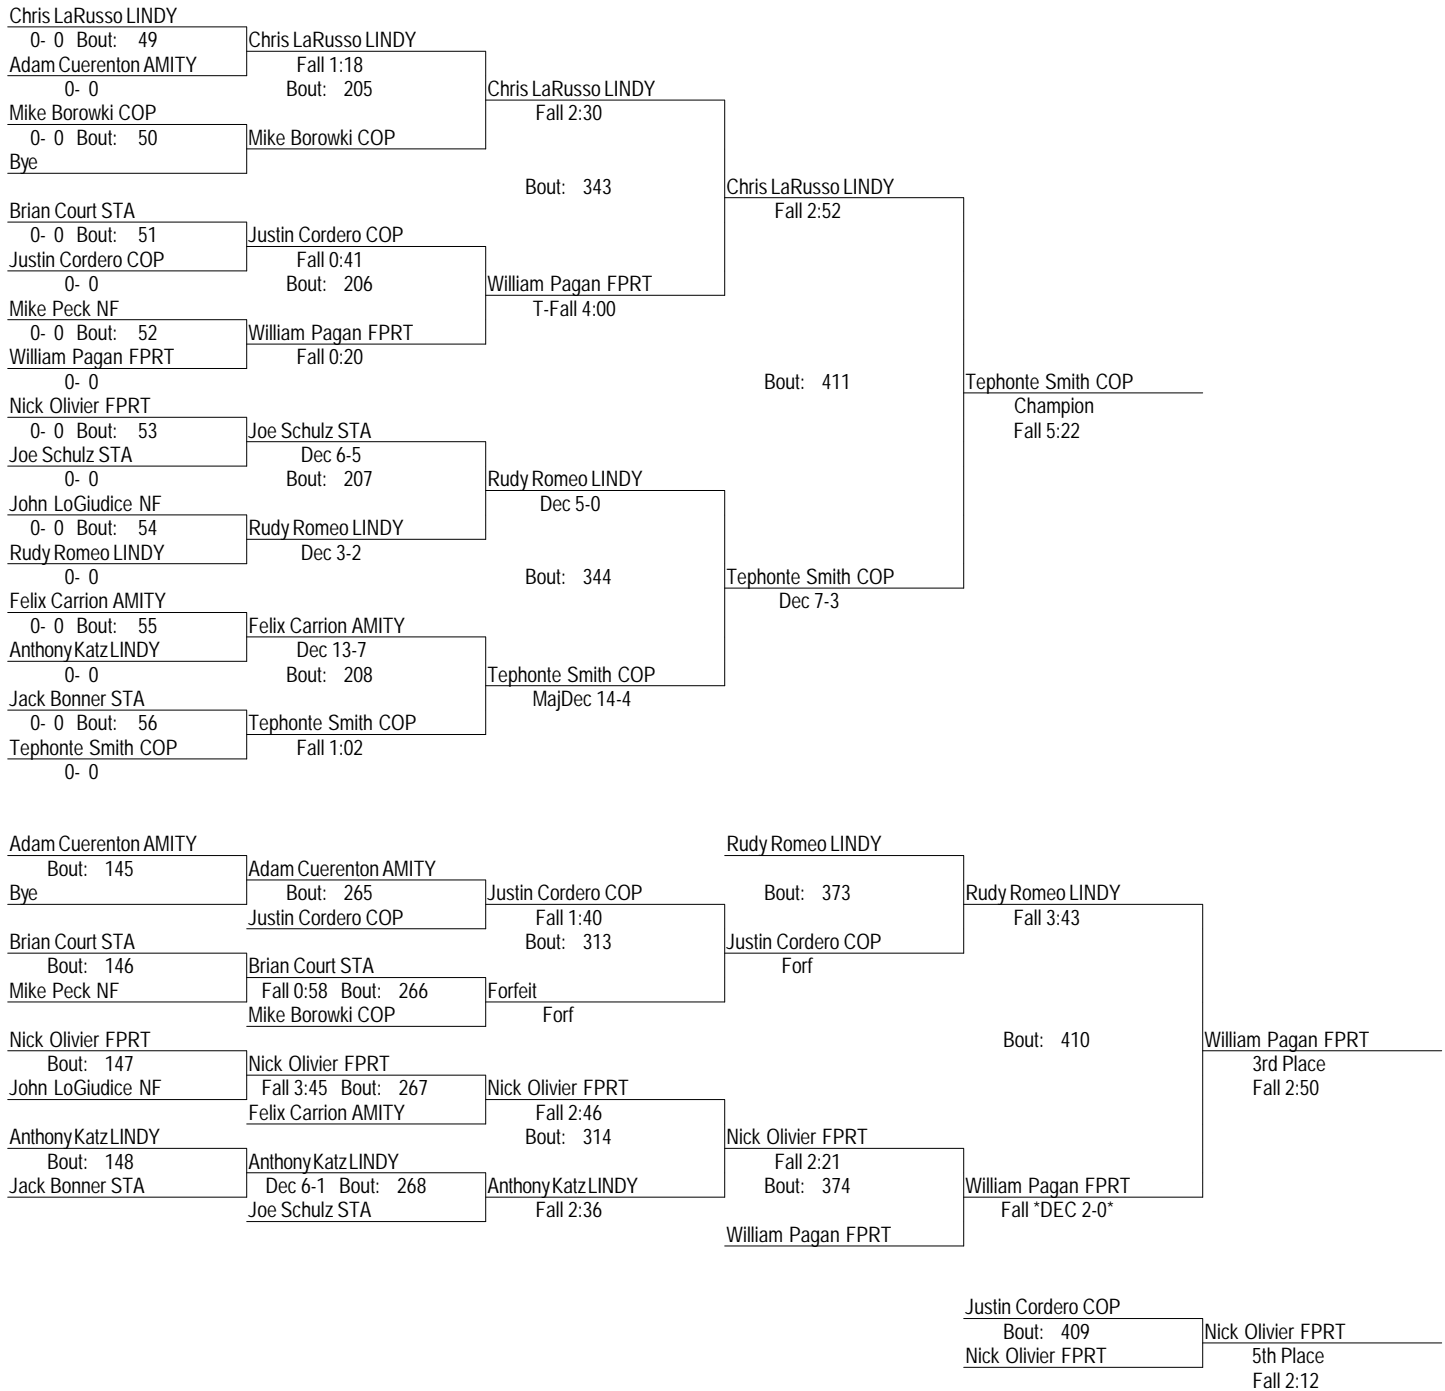 Chris LaRusso LINDY
0- 0 Bout: 49 Chris LaRusso LINDY
Adam Cuerenton AMITY Fall 1:18
0- 0 Bout: 205 Chris LaRusso LINDY
Mike Borowki COP Fall 2:30
0- 0 Bout: 50 Mike Borowki COP
Bye
Bout: 343 Chris LaRusso LINDY
Brian Court STA Fall 2:52
0- 0 Bout: 51 Justin Cordero COP
Justin Cordero COP Fall 0:41
0- 0 Bout: 206 William Pagan FPRT
Mike Peck NF T-Fall 4:00
0- 0 Bout: 52 William Pagan FPRT
William Pagan FPRT Fall 0:20
0- 0 Bout: 411 Tephonte Smith COP
Nick Olivier FPRT Champion
0- 0 Bout: 53 Joe Schulz STA Fall 5:22
Joe Schulz STA Dec 6-5
0- 0 Bout: 207 Rudy Romeo LINDY
John LoGiudice NF Dec 5-0
0- 0 Bout: 54 Rudy Romeo LINDY
Rudy Romeo LINDY Dec 3-2
0- 0 Bout: 344 Tephonte Smith COP
Felix Carrion AMITY Dec 7-3
0- 0 Bout: 55 Felix Carrion AMITY
Anthony Katz LINDY Dec 13-7
0- 0 Bout: 208 Tephonte Smith COP
Jack Bonner STA MajDec 14-4
0- 0 Bout: 56 Tephonte Smith COP
Tephonte Smith COP Fall 1:02
0- 0
Adam Cuerenton AMITY Rudy Romeo LINDY
Bout: 145 Adam Cuerenton AMITY
Bye Bout: 265 Justin Cordero COP Bout: 373 Rudy Romeo LINDY
Justin Cordero COP Fall 1:40 Fall 3:43
Brian Court STA Bout: 313 Justin Cordero COP
Bout: 146 Brian Court STA Forf
Mike Peck NF Fall 0:58 Bout: 266 Forfeit
Mike Borowki COP Forf
Nick Olivier FPRT Bout: 410 William Pagan FPRT
Bout: 147 Nick Olivier FPRT 3rd Place
John LoGiudice NF Fall 3:45 Bout: 267 Nick Olivier FPRT Fall 2:50
Felix Carrion AMITY Fall 2:46
Anthony Katz LINDY Bout: 314 Nick Olivier FPRT
Bout: 148 Anthony Katz LINDY Fall 2:21
Jack Bonner STA Dec 6-1 Bout: 268 Anthony Katz LINDY Bout: 374 William Pagan FPRT
Joe Schulz STA Fall 2:36 Fall *DEC 2-0*
William Pagan FPRT
Justin Cordero COP
Bout: 409 Nick Olivier FPRT
Nick Olivier FPRT 5th Place
Fall 2:12